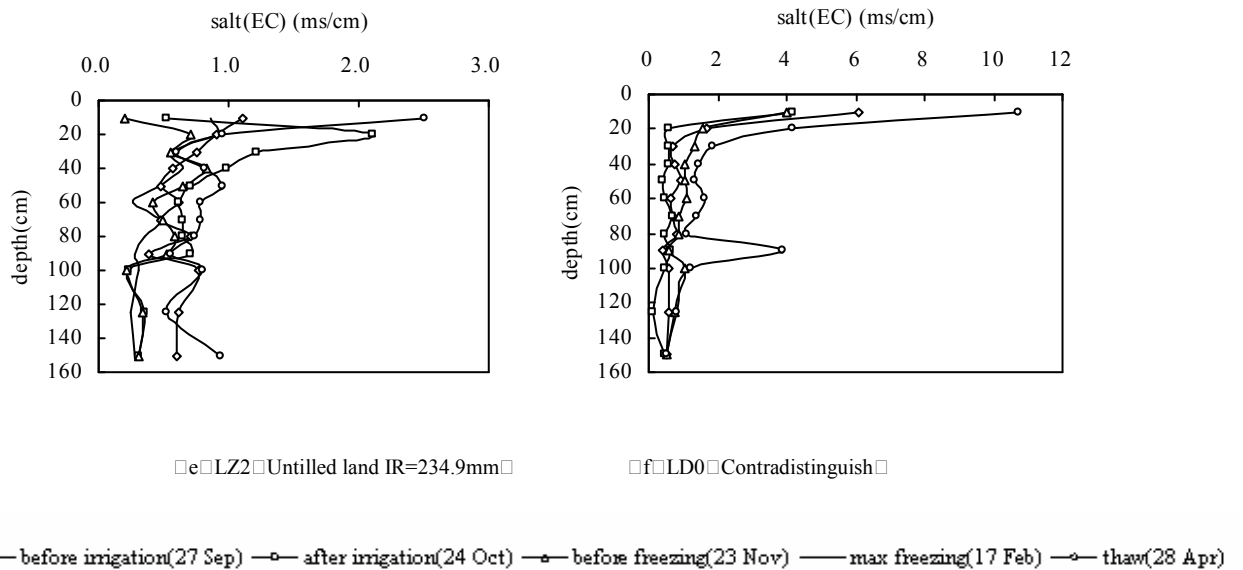 salt(EC) (ms/cm)
0.0 1.0 2.0 3.0
0
20
40
60
80
100
120
140
160
depth(cm)
salt(EC) (ms/cm)
0 2 4 6 8 10 12
0
20
40
60
80
100
120
140
160
depth(cm)
□e□LZ2□Untilled land IR=234.9mm□
□f□LD0□Contradistinguish□
before irrigation(27 Sep) after irrigation(24 Oct) before freezing(23 Nov) max freezing(17 Feb) thaw(28 Apr)